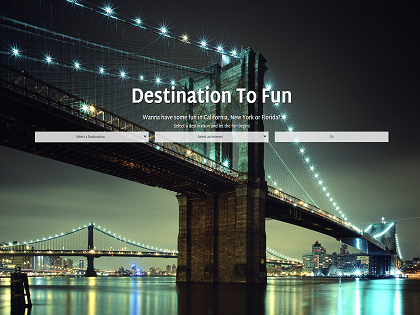 Destination To Fun
Wanna have some fun in California, New York or Florida?
Select a destination and let the fun begin!
Select a Destination
Select an Interest
Go